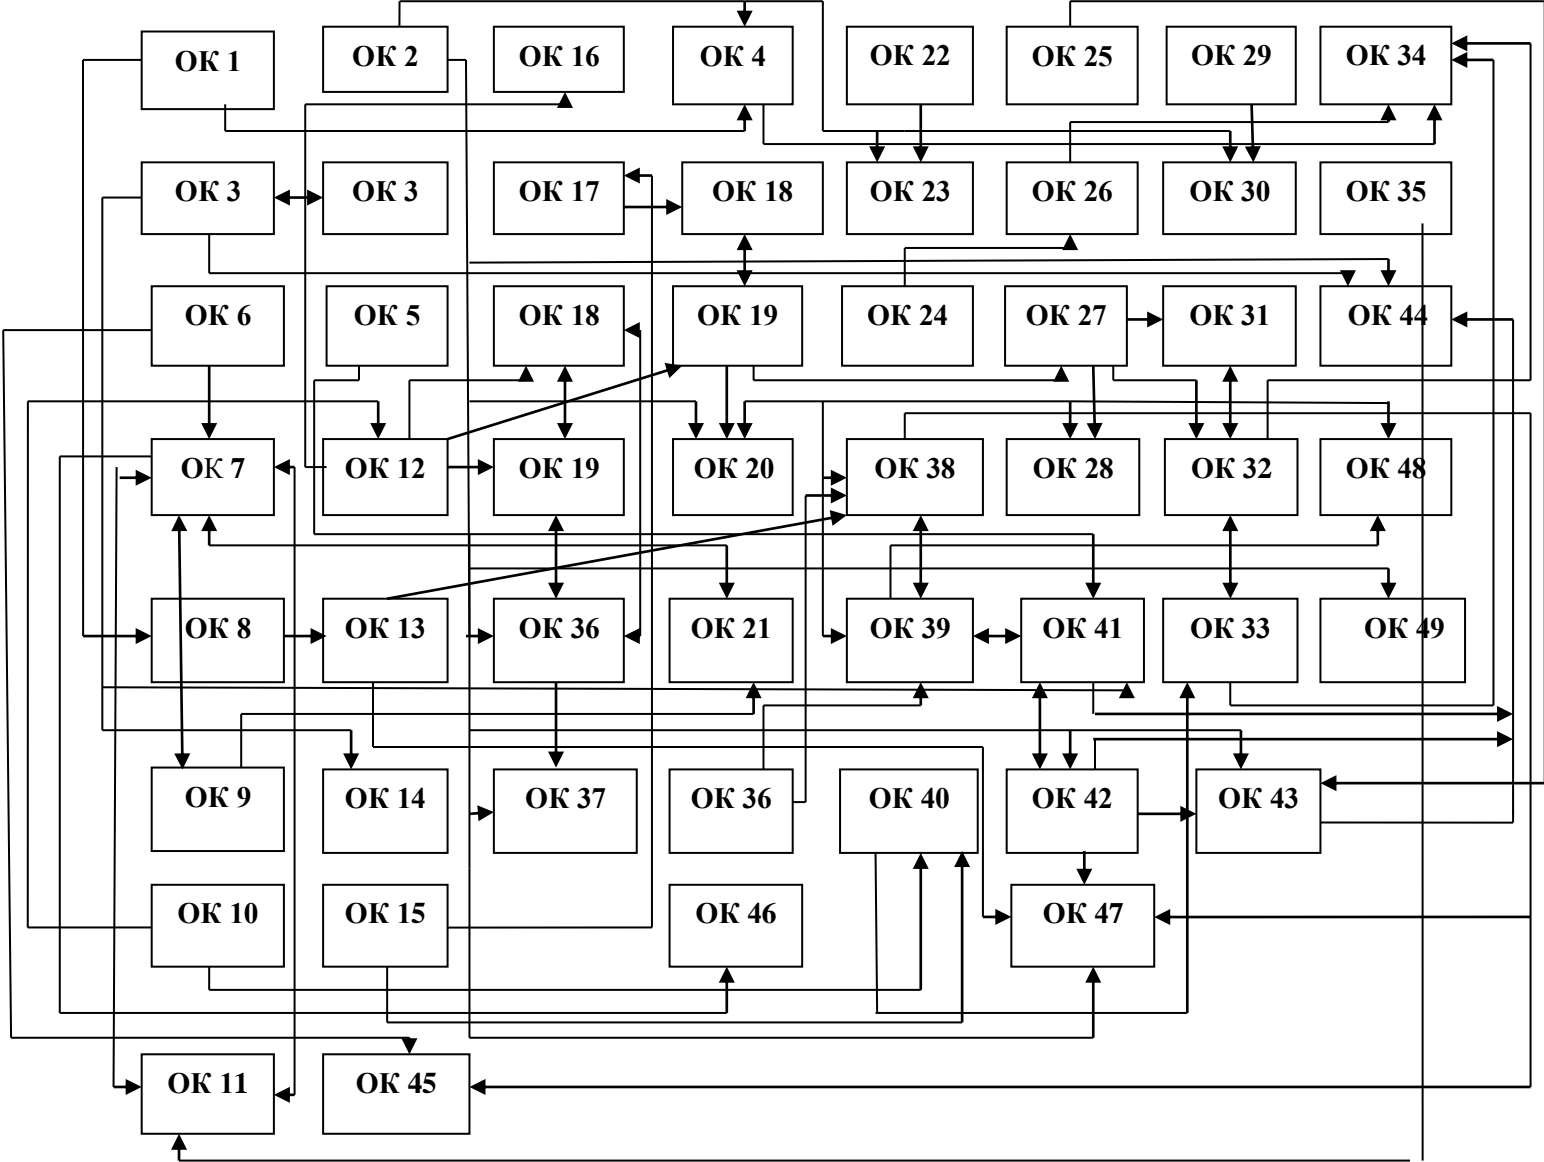 ОК 1
ОК 2
ОК 16
ОК 4
ОК 22
ОК 25
ОК 29
ОК 34
ОК 3
ОК 3
ОК 17
ОК 18
ОК 23
ОК 26
ОК 30
ОК 35
ОК 6
ОК 5
ОК 18
ОК 19
ОК 24
ОК 27
ОК 31
ОК 44
ОК 7
ОК 12
ОК 19
ОК 20
ОК 38
ОК 28
ОК 32
ОК 48
ОК 8
ОК 13
ОК 36
ОК 21
ОК 39
ОК 41
ОК 33
ОК 49
ОК 9
ОК 14
ОК 37
ОК 36
ОК 40
ОК 42
ОК 43
ОК 10
ОК 15
ОК 46
ОК 47
ОК 11
ОК 45